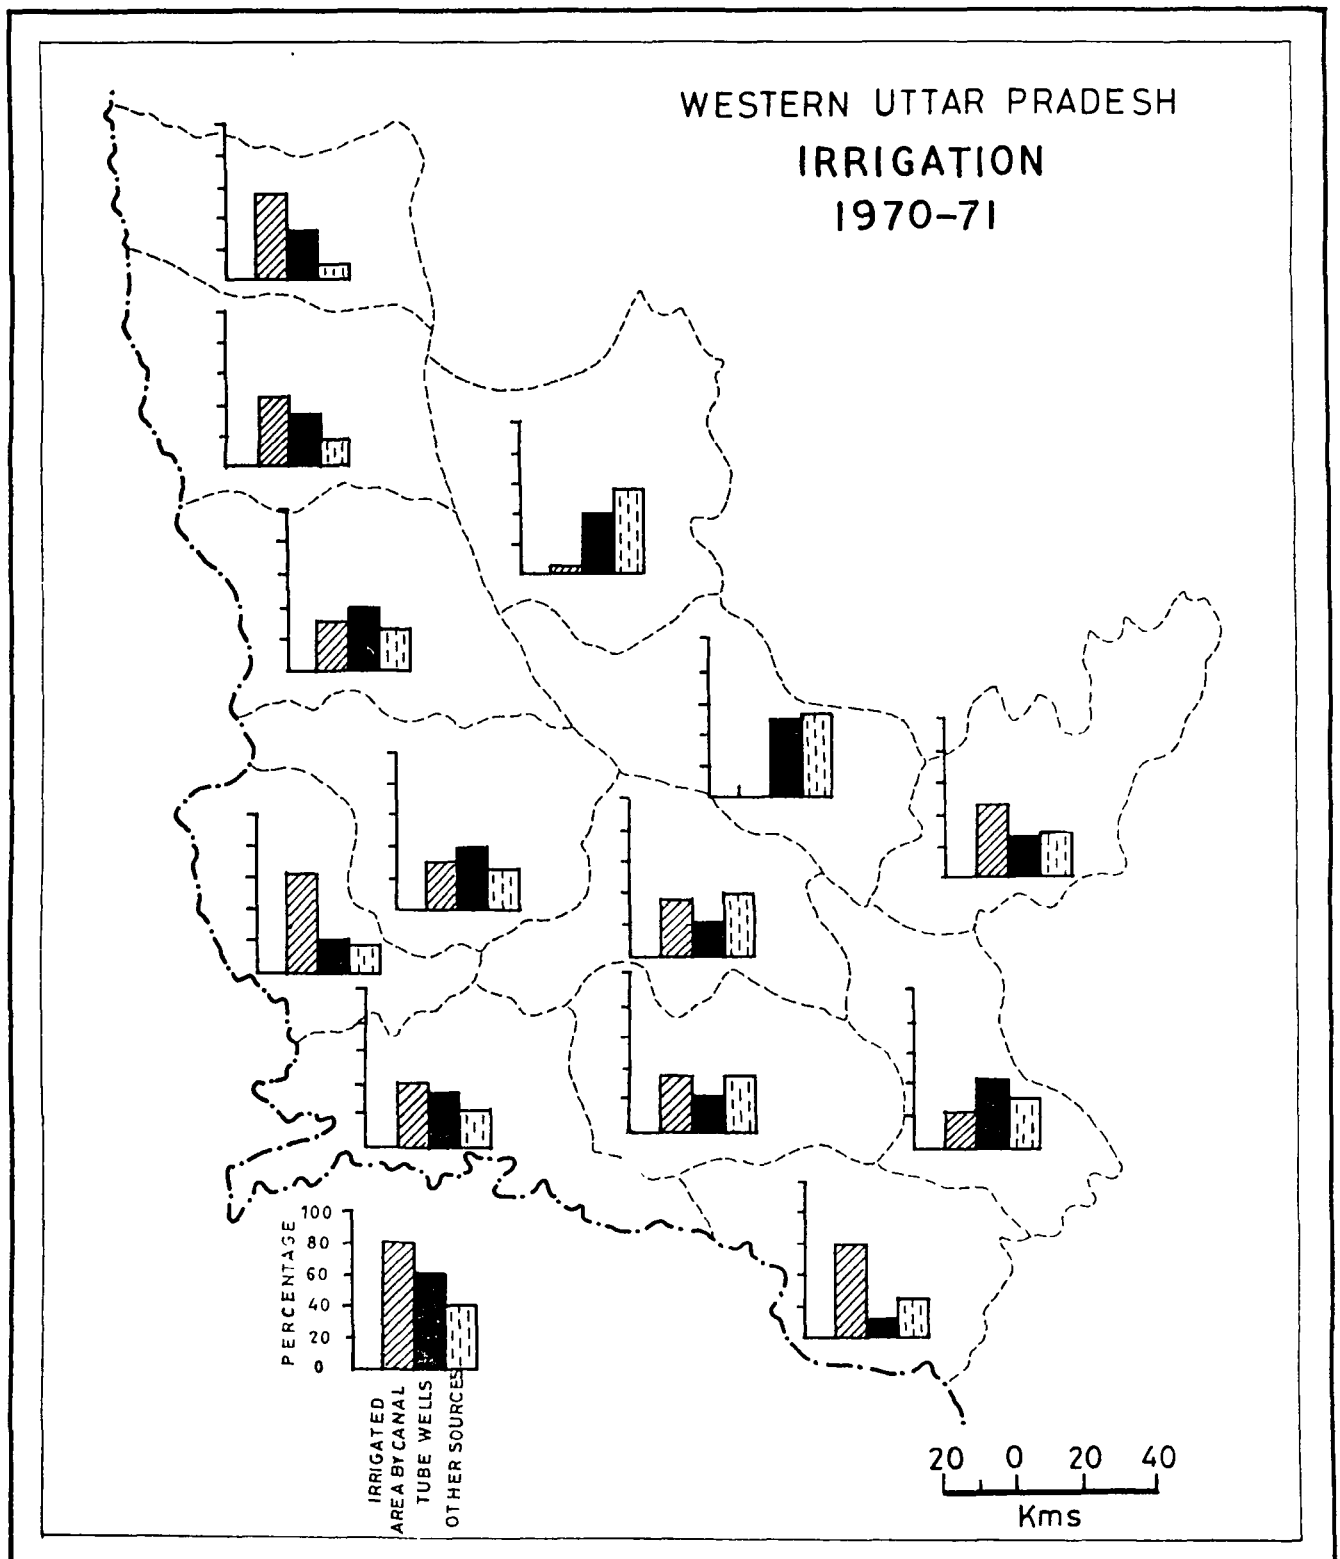 WESTERN UTTAR PRADESH
IRRIGATION
1970-71
PERCENTAGE
100
80
60
40
20
0
IRRIGATED
AREA BY CANAL
TUBE WELLS
OTHER SOURCES
20 0 20 40
Kms